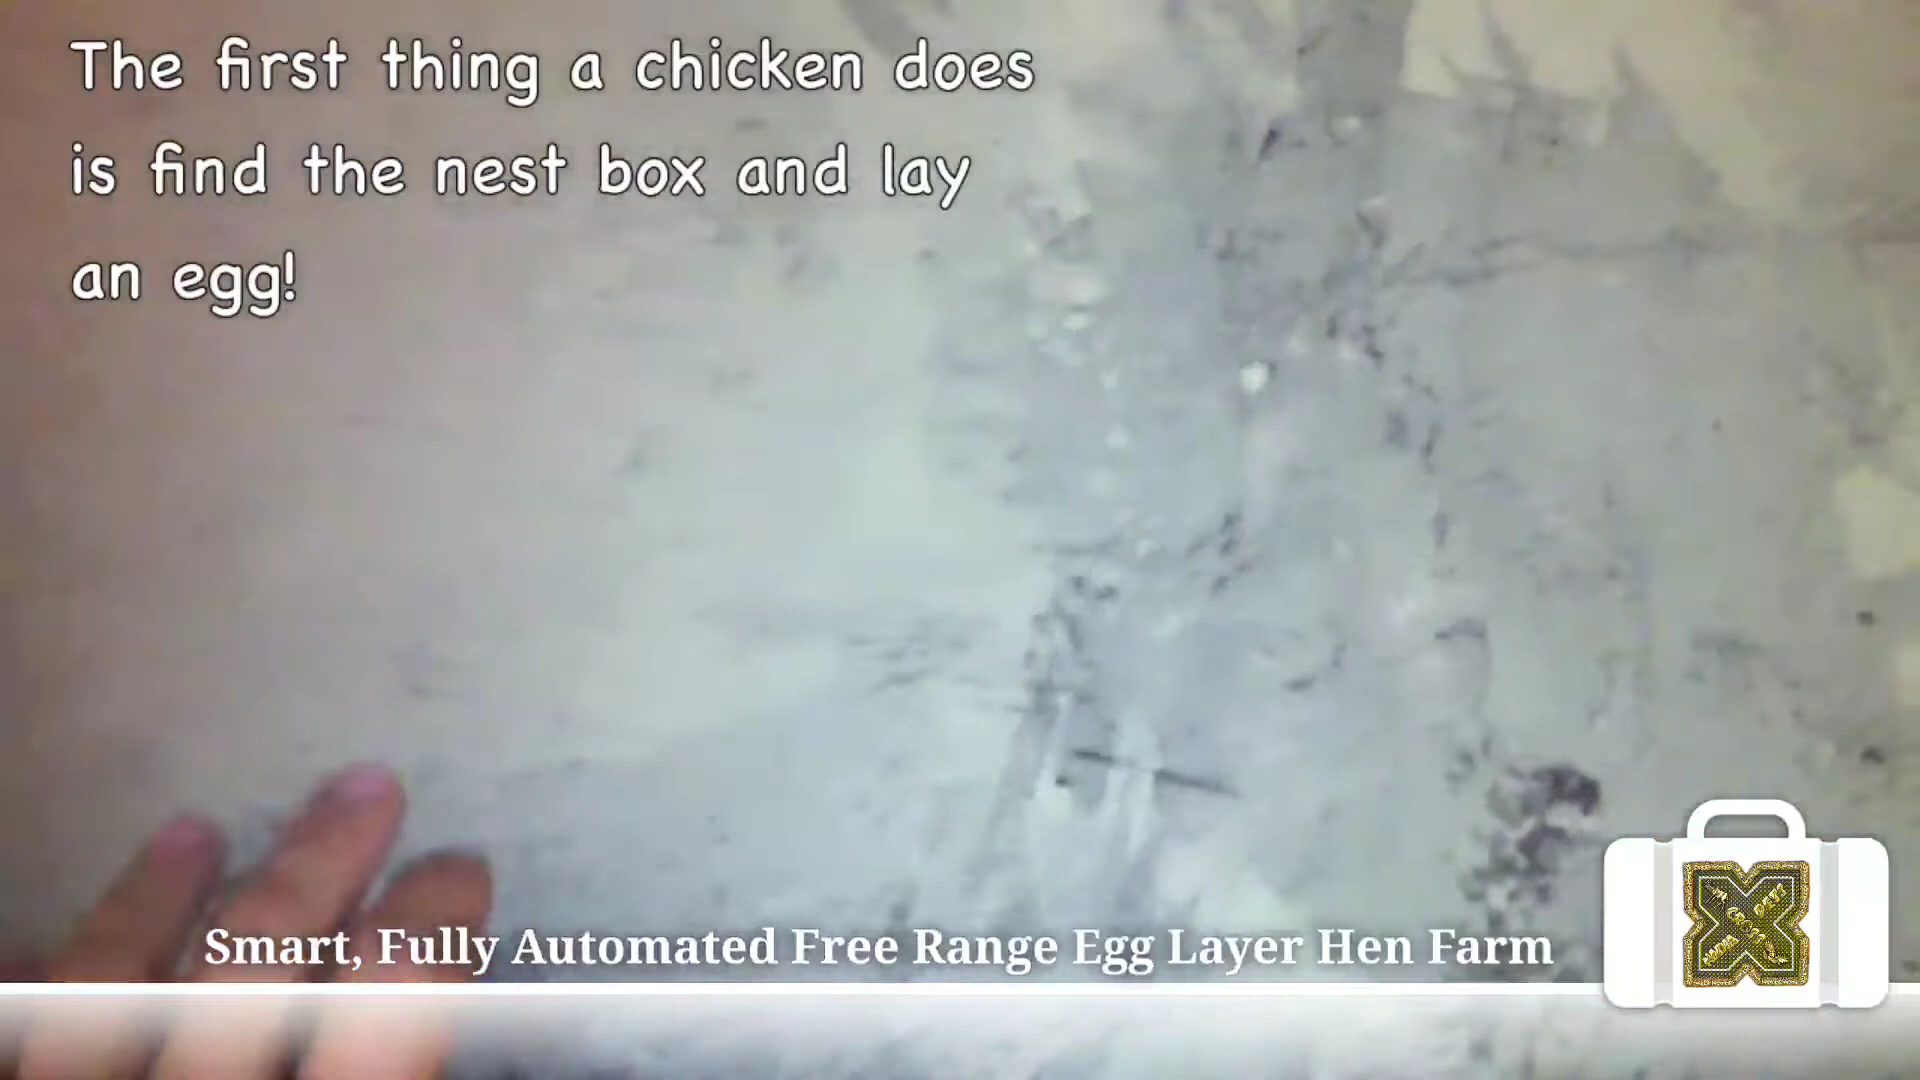 The first thing a chicken does
is find the nest box and lay
an egg!
Smart, Fully Automated Free Range Egg Layer Hen Farm